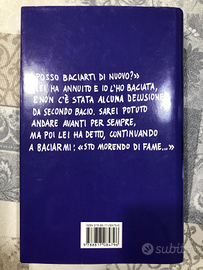 «POSSO BACIARTI DI NUOVO?»
LEI HA ANNUITO E IO L'HO BACIATA,
E NON C'È STATA ALCUNA DELUSIONE
DA SECONDO BACIO. SAREI POTUTO
ANDARE AVANTI PER SEMPRE,
MA POI LEI HA DETTO, CONTINUANDO
A BACIARMI: «STO MORENDO DI FAME...»
subito